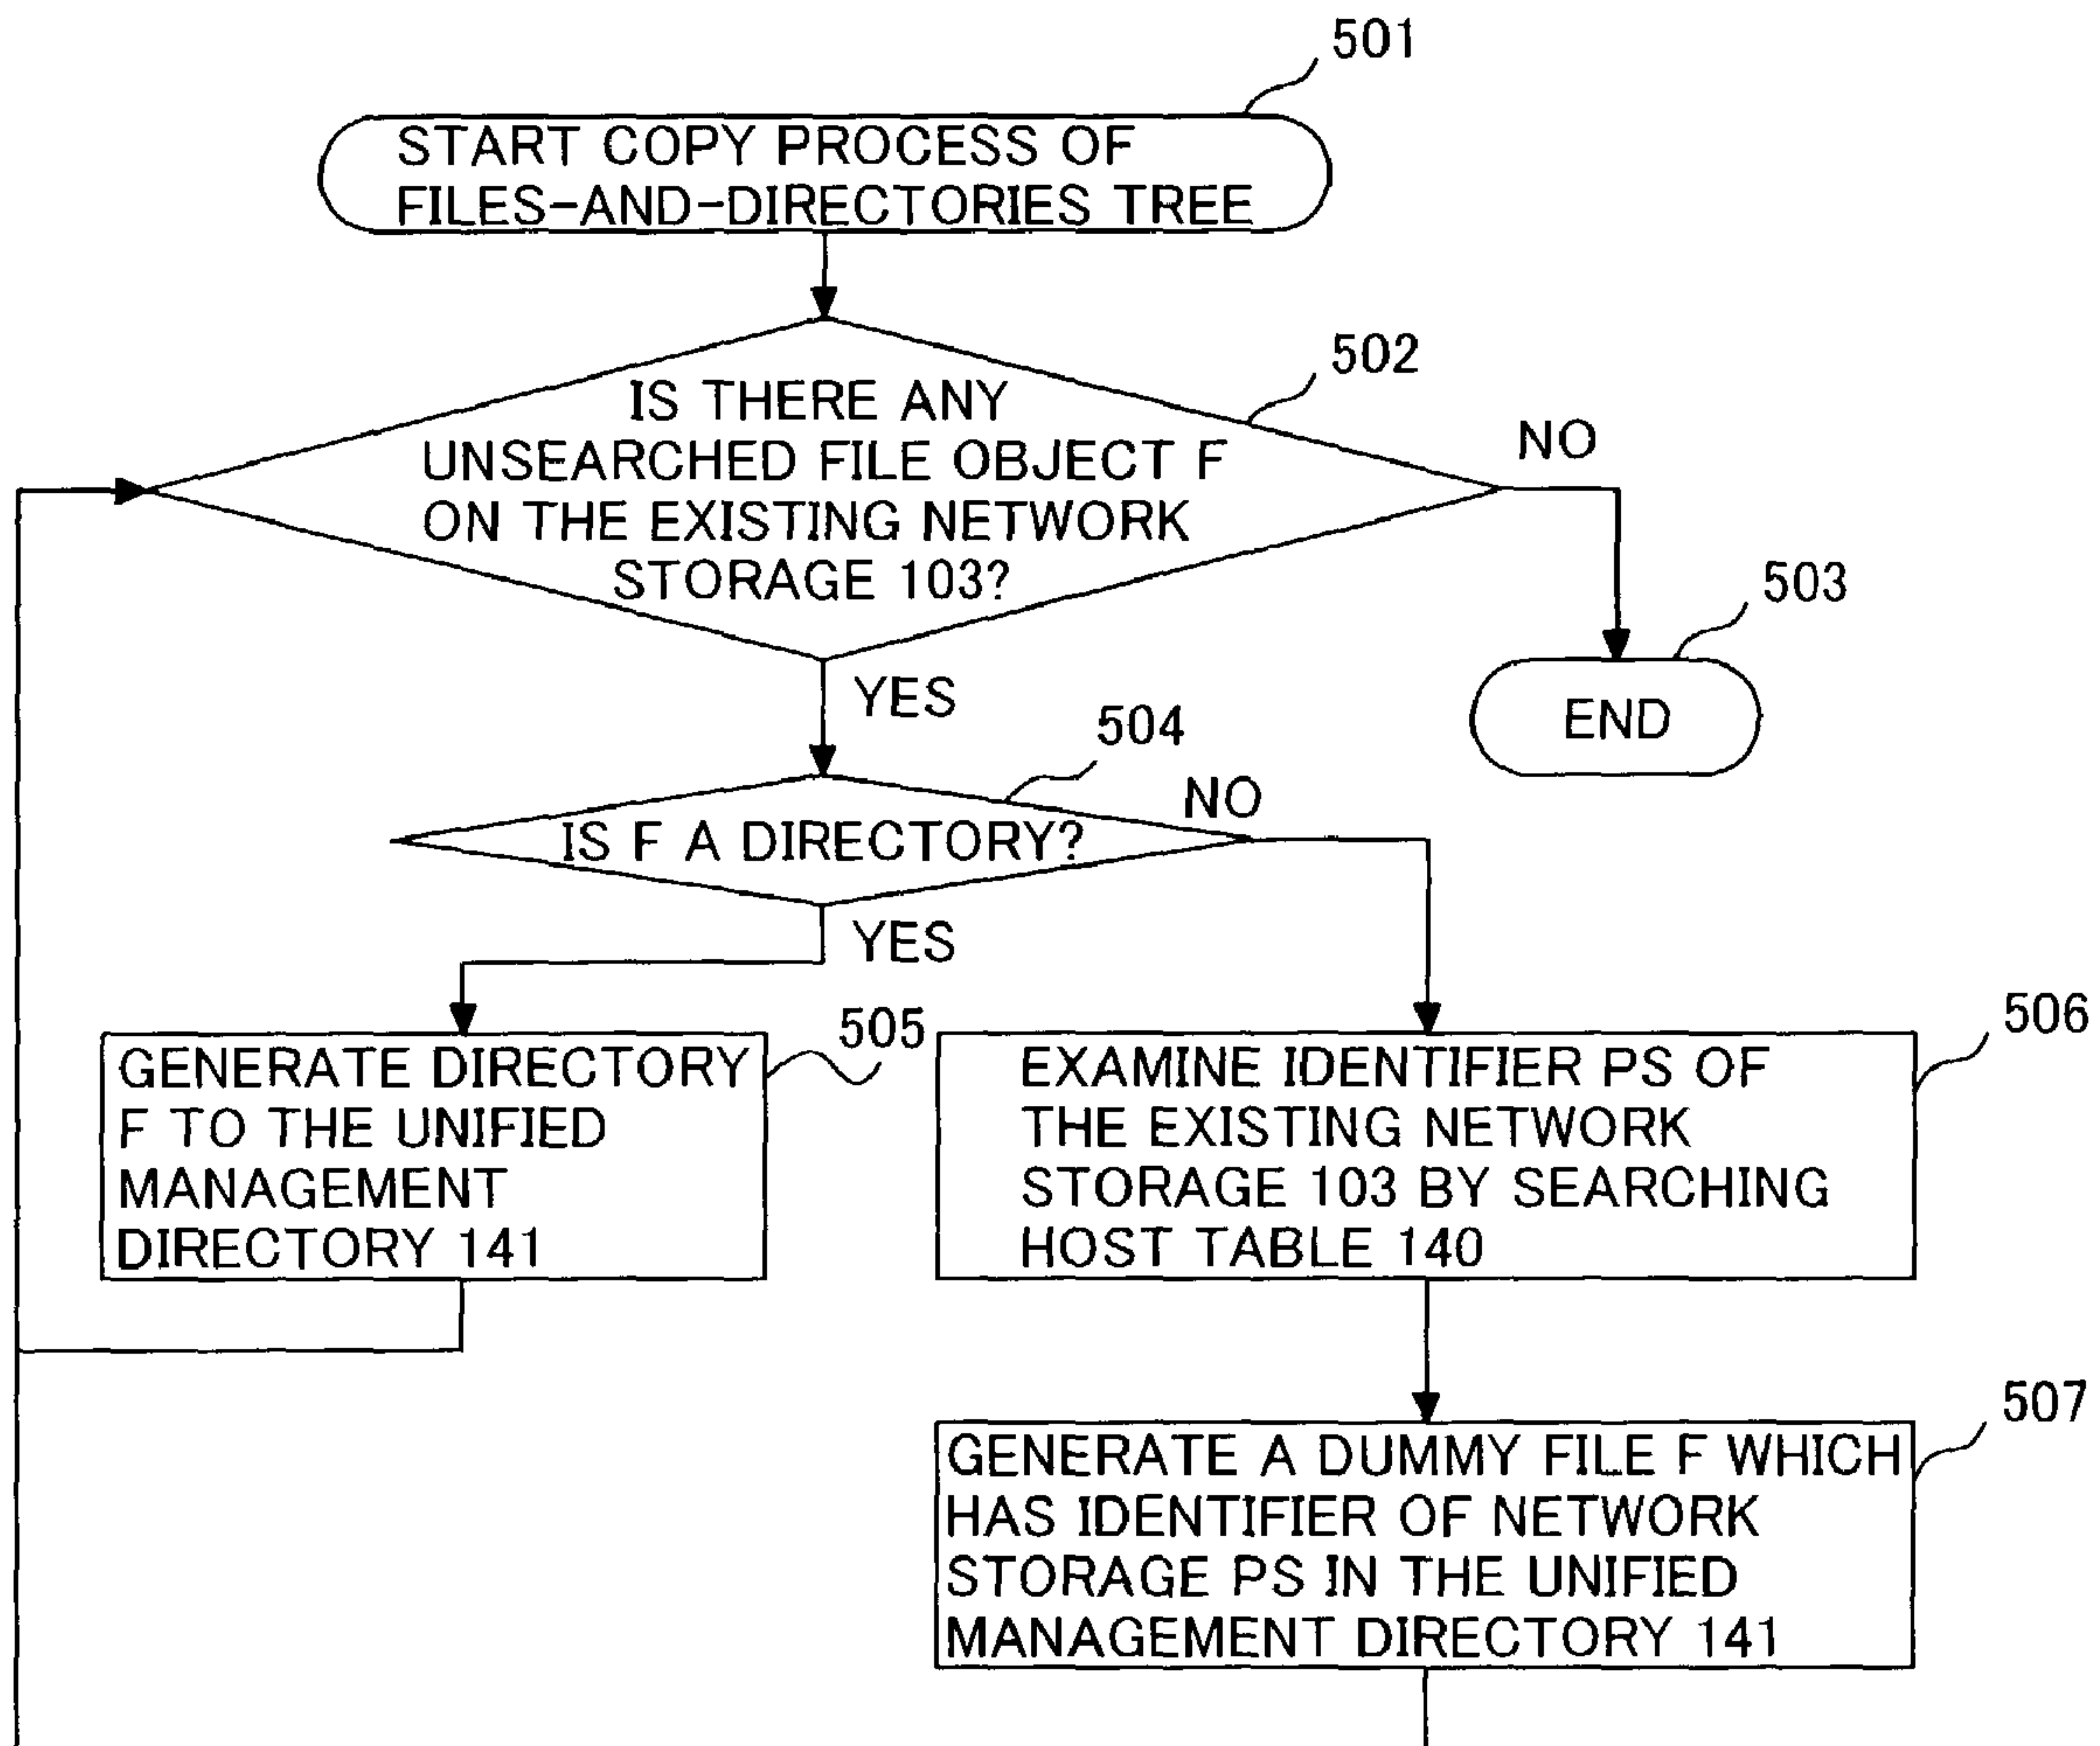 501
START COPY PROCESS OF
FILES-AND-DIRECTORIES TREE
502
IS THERE ANY
UNSEARCHED FILE OBJECT F
ON THE EXISTING NETWORK
STORAGE 103?
NO
503
END
YES
504
NO
IS F A DIRECTORY?
YES
505
GENERATE DIRECTORY
F TO THE UNIFIED
MANAGEMENT
DIRECTORY 141
506
EXAMINE IDENTIFIER PS OF
THE EXISTING NETWORK
STORAGE 103 BY SEARCHING
HOST TABLE 140
507
GENERATE A DUMMY FILE F WHICH
HAS IDENTIFIER OF NETWORK
STORAGE PS IN THE UNIFIED
MANAGEMENT DIRECTORY 141